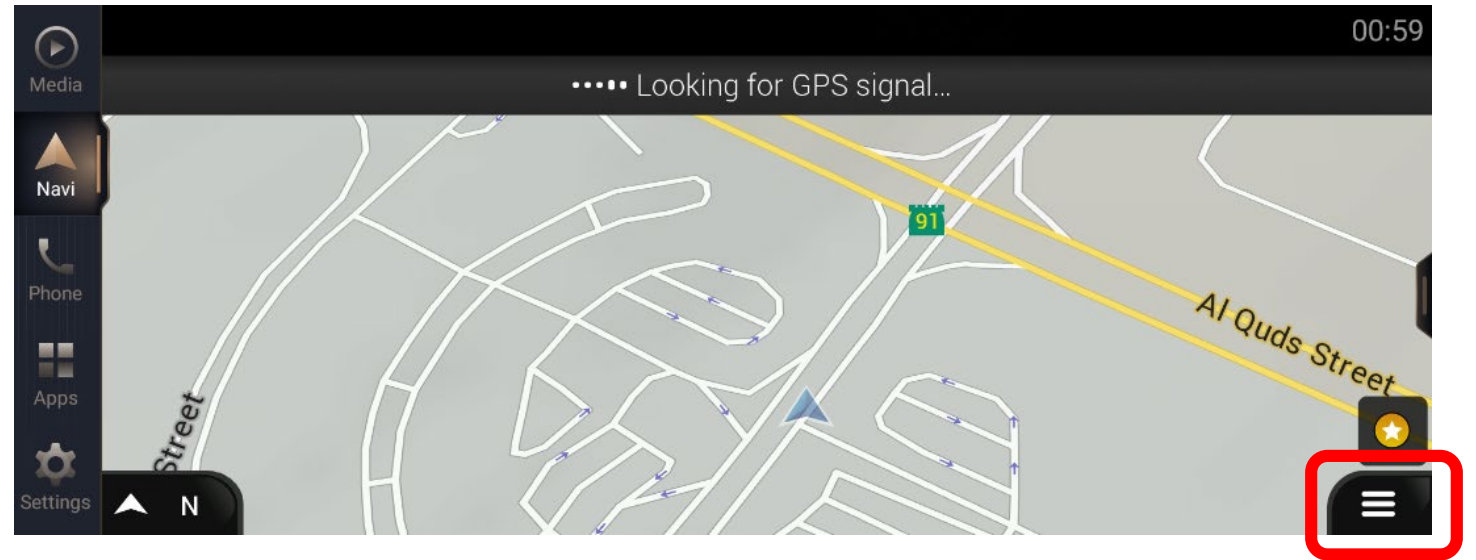 00:59
Media
Looking for GPS signal...
Navi
91
Phone
Al Quds Street
Apps
Street
Settings
N